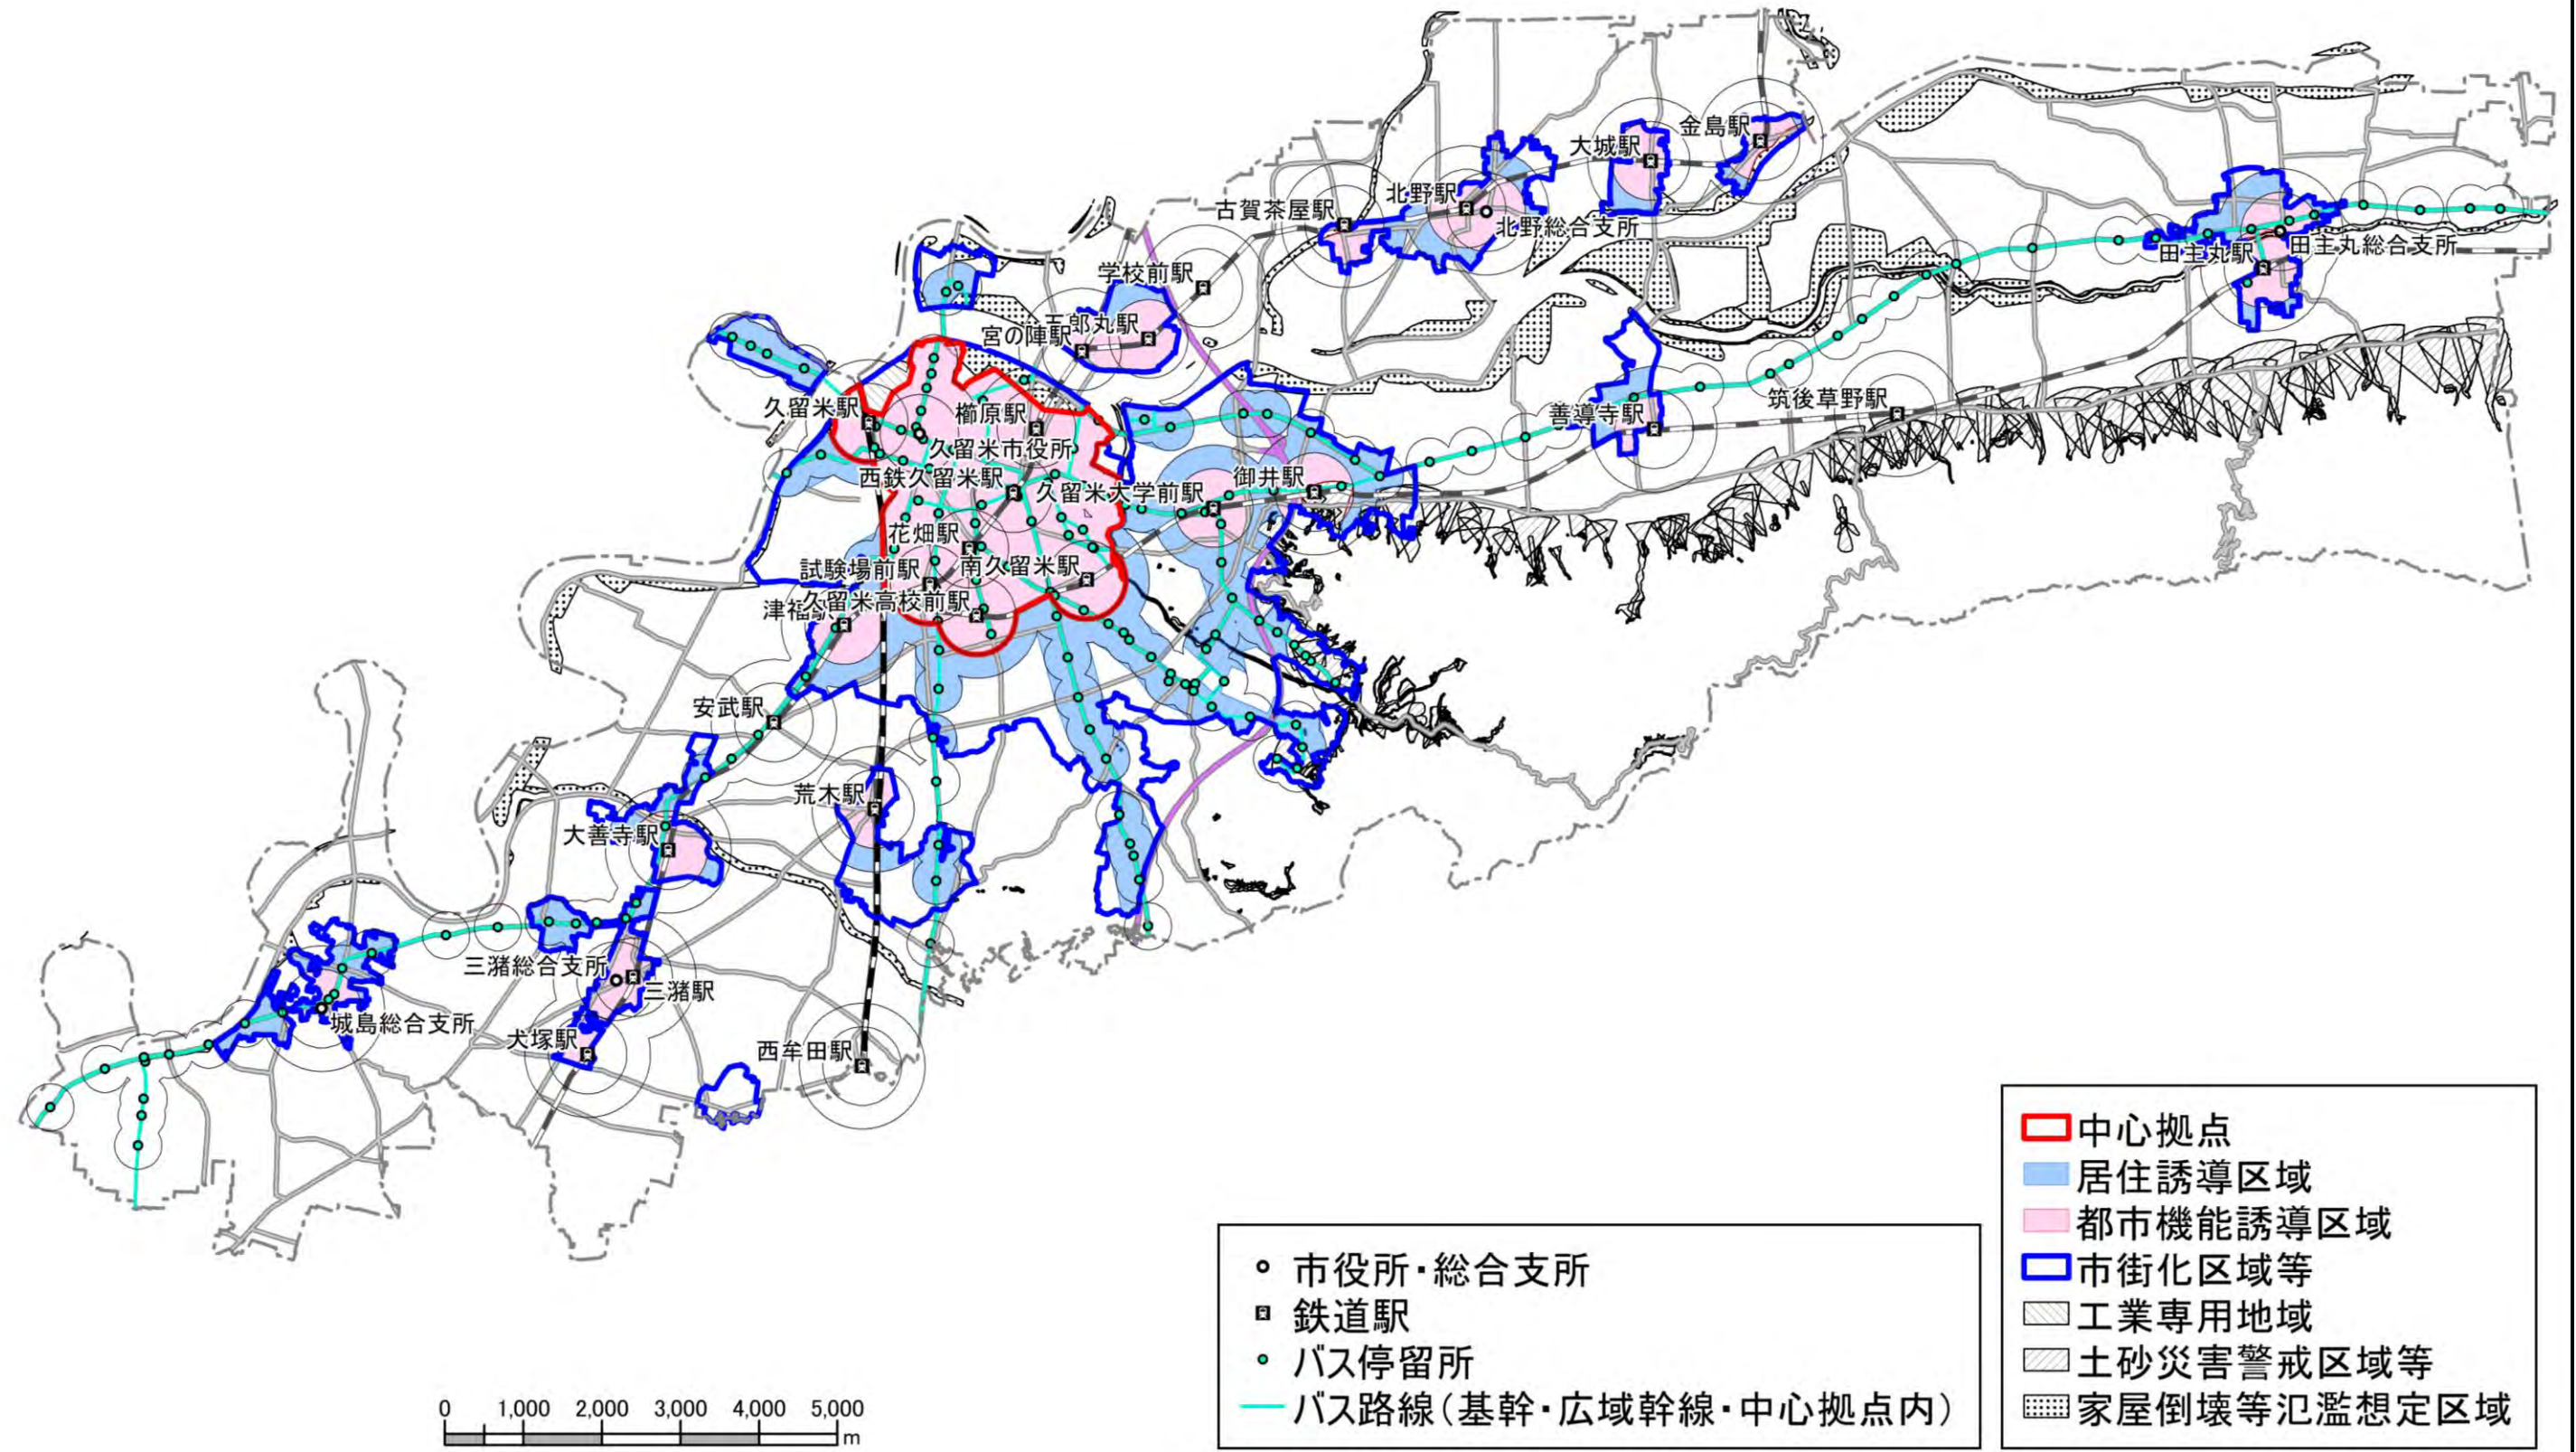 金島駅
大城駅
北野駅
古賀茶屋駅
北野総合支所
田主丸総合支所
田主丸駅
学校前駅
五郎丸駅
宮の陣駅
筑後草野駅
善導寺駅
久留米駅
櫛原駅
久留米市役所
西鉄久留米駅
久留米大学前駅
御井駅
花畑駅
試験場前駅
南久留米駅
久留米高校前駅
津福駅
安武駅
荒木駅
大善寺駅
三潴総合支所
三潴駅
城島総合支所
犬塚駅
西牟田駅
中心拠点
居住誘導区域
都市機能誘導区域
市街化区域等
工業専用地域
土砂災害警戒区域等
家屋倒壊等氾濫想定区域
市役所・総合支所
鉄道駅
バス停留所
バス路線(基幹・広域幹線・中心拠点内)
0 1,000 2,000 3,000 4,000 5,000
m